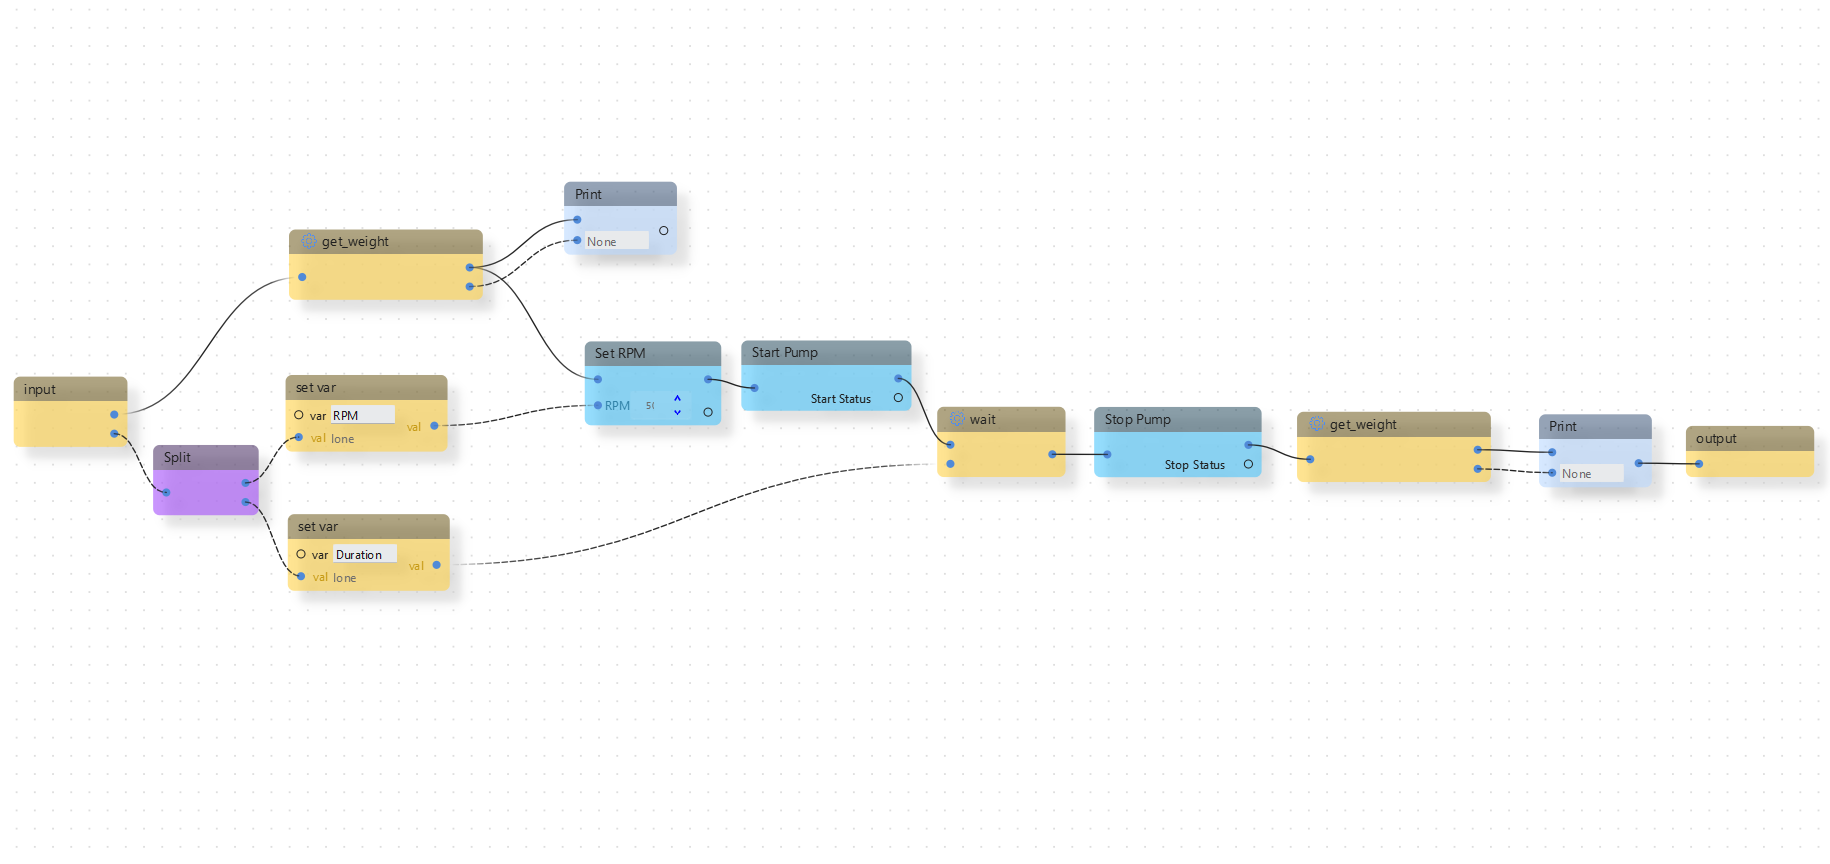 Print
None
get_weight
Set RPM
RPM 5(
Start Pump
Start Status
input
set var
var RPM
val lone
val
Split
wait
Stop Pump
Stop Status
get_weight
Print
None
output
set var
var Duration
val lone
val